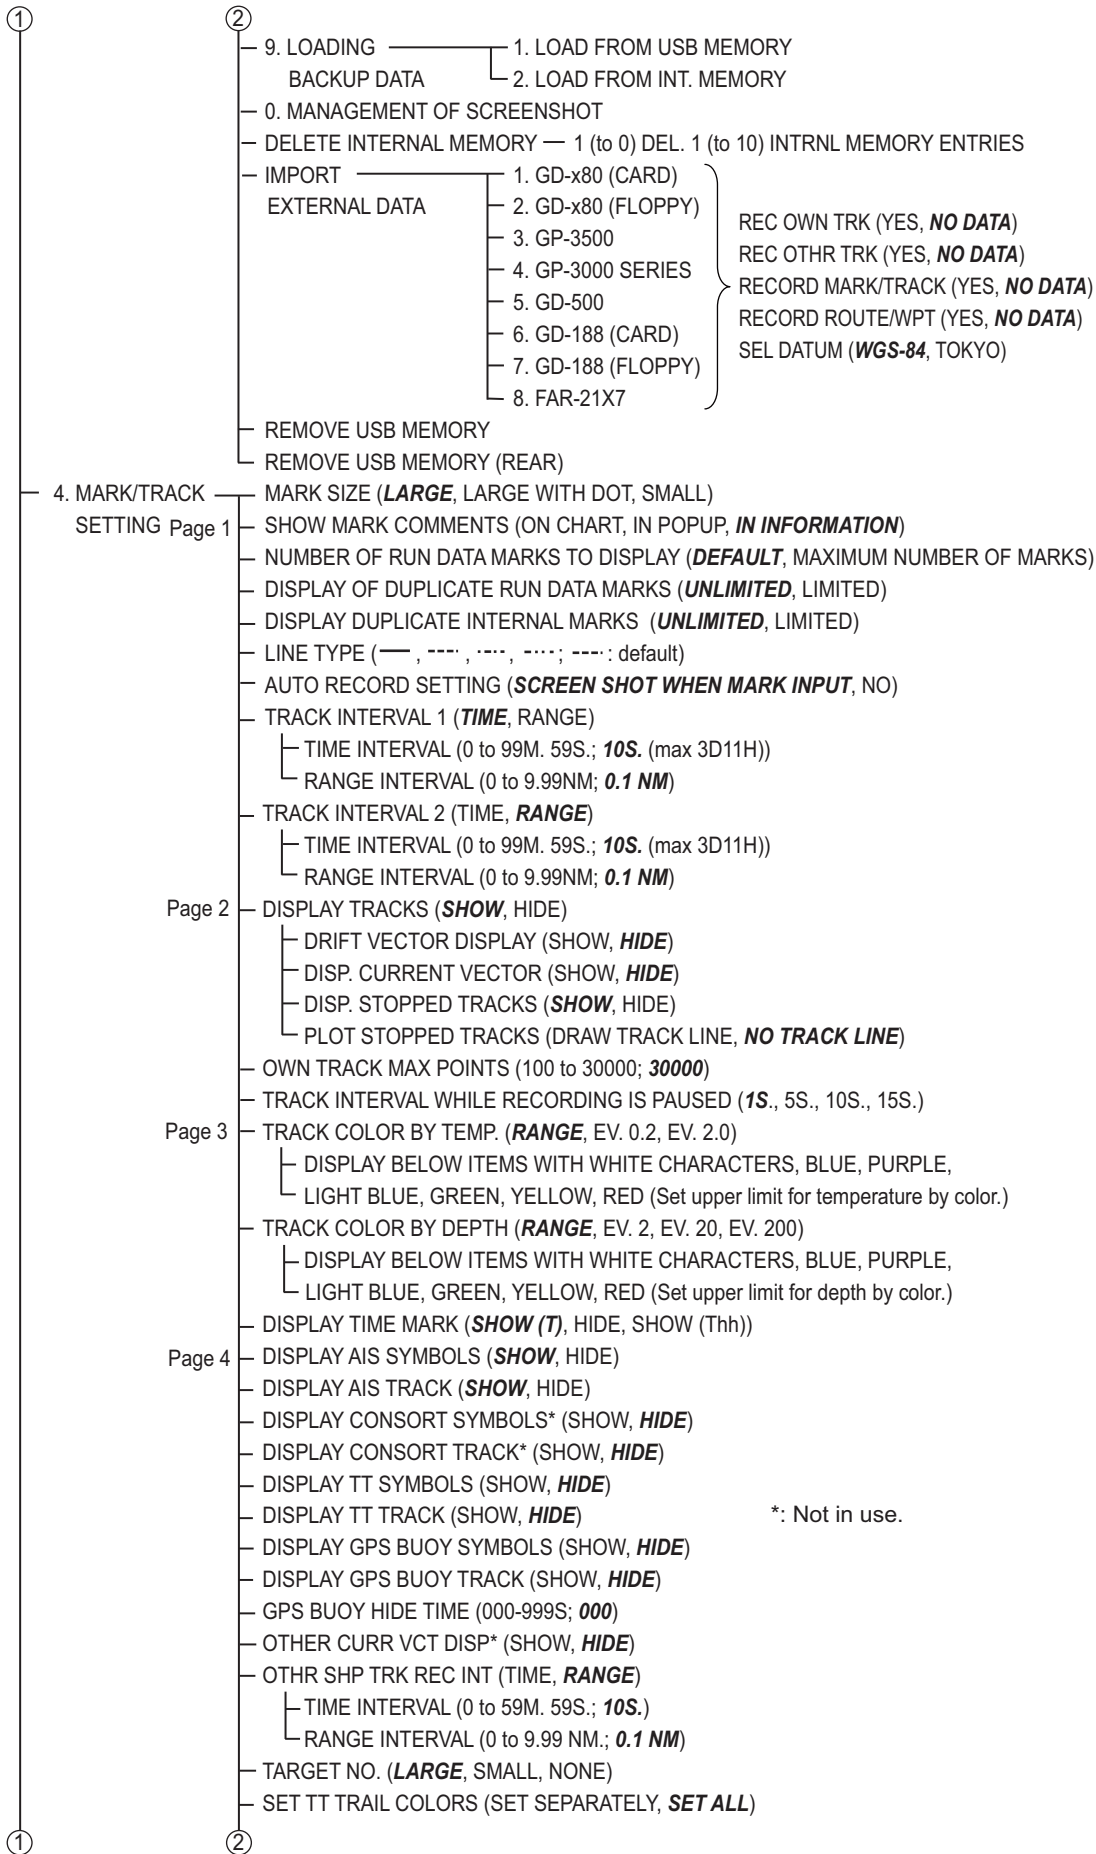 1 2
9. LOADING 1. LOAD FROM USB MEMORY
BACKUP DATA 2. LOAD FROM INT. MEMORY
0. MANAGEMENT OF SCREENSHOT
DELETE INTERNAL MEMORY — 1 (to 0) DEL. 1 (to 10) INTRNL MEMORY ENTRIES
IMPORT 1. GD-x80 (CARD)
EXTERNAL DATA 2. GD-x80 (FLOPPY)
3. GP-3500
4. GP-3000 SERIES
5. GD-500
6. GD-188 (CARD)
7. GD-188 (FLOPPY)
8. FAR-21X7
REC OWN TRK (YES, NO DATA)
REC OTHR TRK (YES, NO DATA)
RECORD MARK/TRACK (YES, NO DATA)
RECORD ROUTE/WPT (YES, NO DATA)
SEL DATUM (WGS-84, TOKYO)
REMOVE USB MEMORY
REMOVE USB MEMORY (REAR)
4. MARK/TRACK MARK SIZE (LARGE, LARGE WITH DOT, SMALL)
SETTING Page 1 SHOW MARK COMMENTS (ON CHART, IN POPUP, IN INFORMATION)
NUMBER OF RUN DATA MARKS TO DISPLAY (DEFAULT, MAXIMUM NUMBER OF MARKS)
DISPLAY OF DUPLICATE RUN DATA MARKS (UNLIMITED, LIMITED)
DISPLAY DUPLICATE INTERNAL MARKS (UNLIMITED, LIMITED)
LINE TYPE ( — , ---- , -·-· , -···- ; ---- : default)
AUTO RECORD SETTING (SCREEN SHOT WHEN MARK INPUT, NO)
TRACK INTERVAL 1 (TIME, RANGE)
TIME INTERVAL (0 to 99M. 59S.; 10S. (max 3D11H))
RANGE INTERVAL (0 to 9.99NM; 0.1 NM)
TRACK INTERVAL 2 (TIME, RANGE)
TIME INTERVAL (0 to 99M. 59S.; 10S. (max 3D11H))
RANGE INTERVAL (0 to 9.99NM; 0.1 NM)
Page 2 DISPLAY TRACKS (SHOW, HIDE)
DRIFT VECTOR DISPLAY (SHOW, HIDE)
DISP. CURRENT VECTOR (SHOW, HIDE)
DISP. STOPPED TRACKS (SHOW, HIDE)
PLOT STOPPED TRACKS (DRAW TRACK LINE, NO TRACK LINE)
OWN TRACK MAX POINTS (100 to 30000; 30000)
TRACK INTERVAL WHILE RECORDING IS PAUSED (1S., 5S., 10S., 15S.)
Page 3 TRACK COLOR BY TEMP. (RANGE, EV. 0.2, EV. 2.0)
DISPLAY BELOW ITEMS WITH WHITE CHARACTERS, BLUE, PURPLE,
LIGHT BLUE, GREEN, YELLOW, RED (Set upper limit for temperature by color.)
TRACK COLOR BY DEPTH (RANGE, EV. 2, EV. 20, EV. 200)
DISPLAY BELOW ITEMS WITH WHITE CHARACTERS, BLUE, PURPLE,
LIGHT BLUE, GREEN, YELLOW, RED (Set upper limit for depth by color.)
DISPLAY TIME MARK (SHOW (T), HIDE, SHOW (Thh))
Page 4 DISPLAY AIS SYMBOLS (SHOW, HIDE)
DISPLAY AIS TRACK (SHOW, HIDE)
DISPLAY CONSORT SYMBOLS* (SHOW, HIDE)
DISPLAY CONSORT TRACK* (SHOW, HIDE)
DISPLAY TT SYMBOLS (SHOW, HIDE)
DISPLAY TT TRACK (SHOW, HIDE) *: Not in use.
DISPLAY GPS BUOY SYMBOLS (SHOW, HIDE)
DISPLAY GPS BUOY TRACK (SHOW, HIDE)
GPS BUOY HIDE TIME (000-999S; 000)
OTHER CURR VCT DISP* (SHOW, HIDE)
OTHR SHP TRK REC INT (TIME, RANGE)
TIME INTERVAL (0 to 59M. 59S.; 10S.)
RANGE INTERVAL (0 to 9.99 NM.; 0.1 NM)
TARGET NO. (LARGE, SMALL, NONE)
SET TT TRAIL COLORS (SET SEPARATELY, SET ALL)
1 2